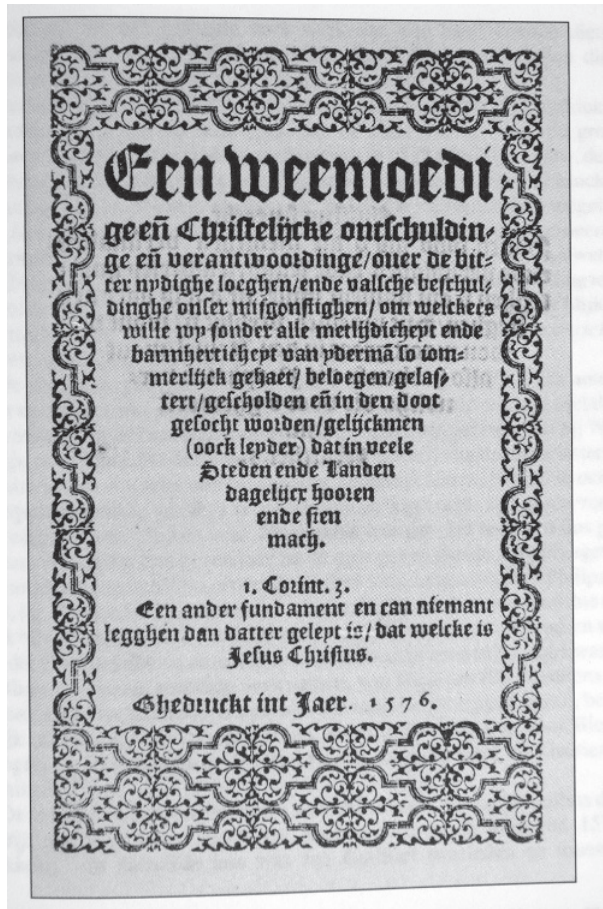 Een weemoedi
ge eñ Christelijcke ontschuldin⸗
ge eñ verantwoordinge/ouer de bit⸗
ter nydighe loeghen/ende valsche beschul⸗
dinghe onser misgonstighen/om welckers
wille wy sonder alle metlijdicheyt ende
barmherticheyt van ydermã so iom⸗
merlijck gehaet/ beloegen/gelas⸗
tert/gescholden eñ in den doot
gesocht worden/gelijckmen
(oock leyder) dat in veele
Steden ende Landen
dagelijcx hooren
ende sien
mach.
1. Corint. 3.
Een ander fundament en can niemant
legghen dan datter geleyt is/ dat welcke is
Jesus Christus.
Ghedruckt int Jaer. 1576.